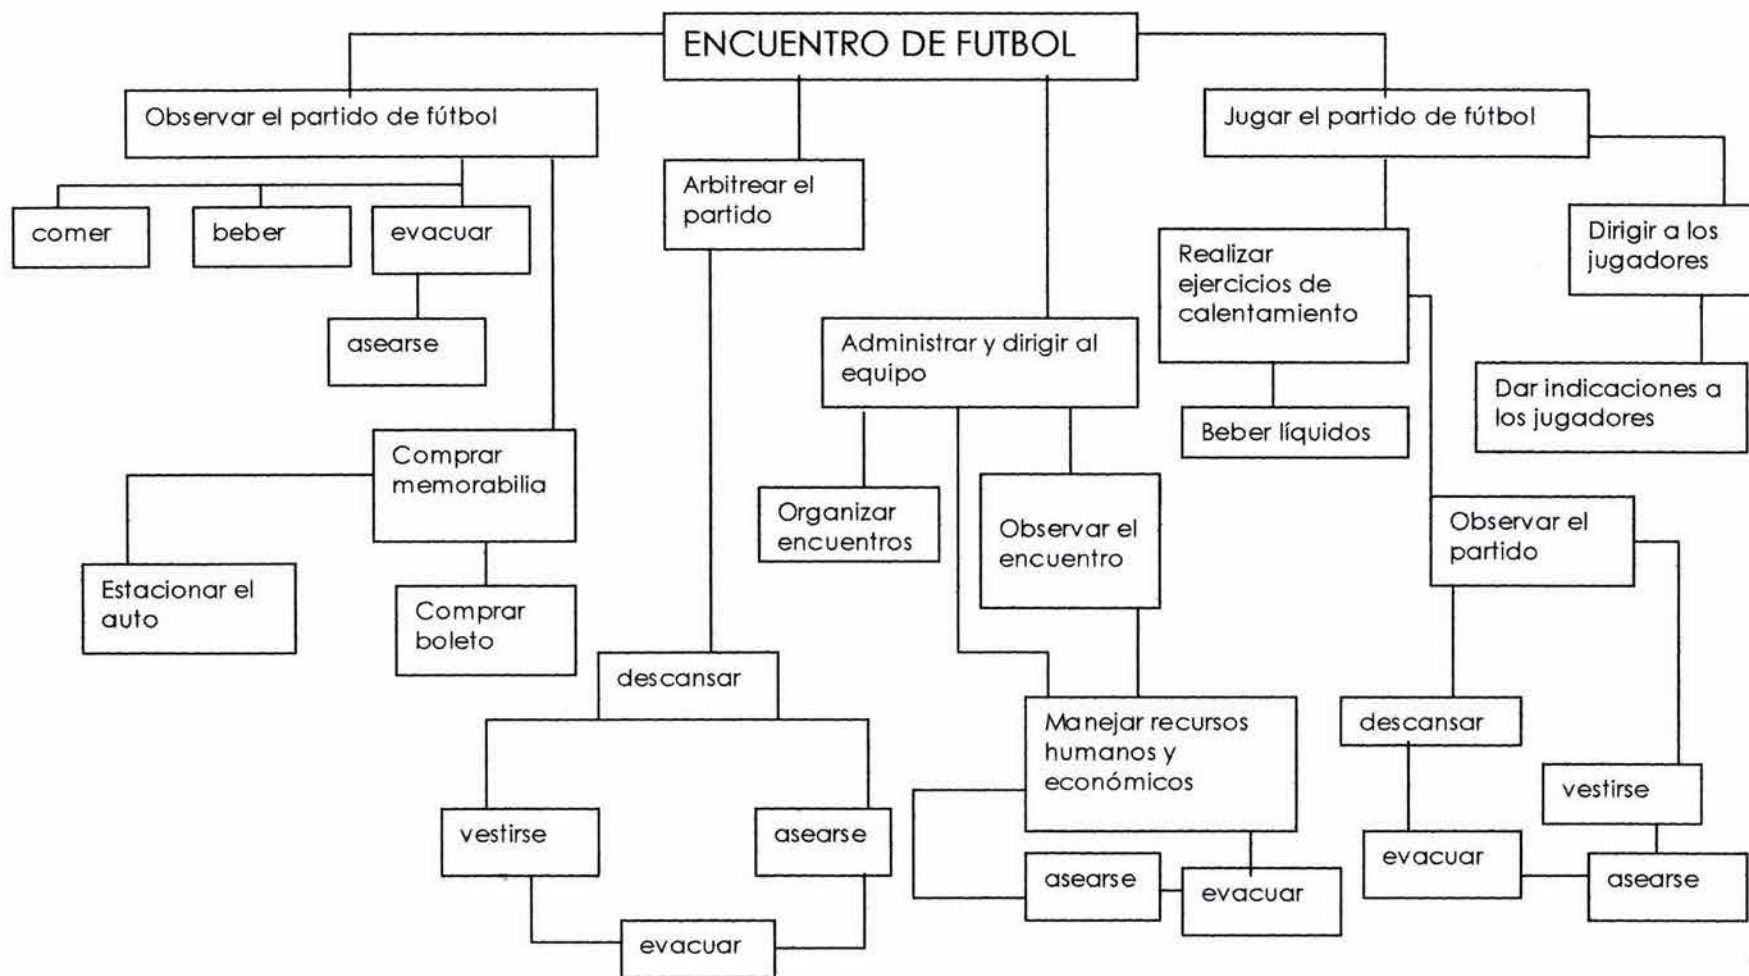 ENCUENTRO DE FUTBOL
Observar el partido de fútbol
Jugar el partido de fútbol
Arbitrear el
partido
comer
beber
evacuar
Dirigir a los
jugadores
Realizar
ejercicios de
calentamiento
asearse
Administrar y dirigir al
equipo
Dar indicaciones a
los jugadores
Beber líquidos
Comprar
memorabilia
Organizar
encuentros
Observar el
encuentro
Observar el
partido
Estacionar el
auto
Comprar
boleto
descansar
Manejar recursos
humanos y
económicos
descansar
vestirse
vestirse
asearse
evacuar
asearse
asearse
evacuar
evacuar